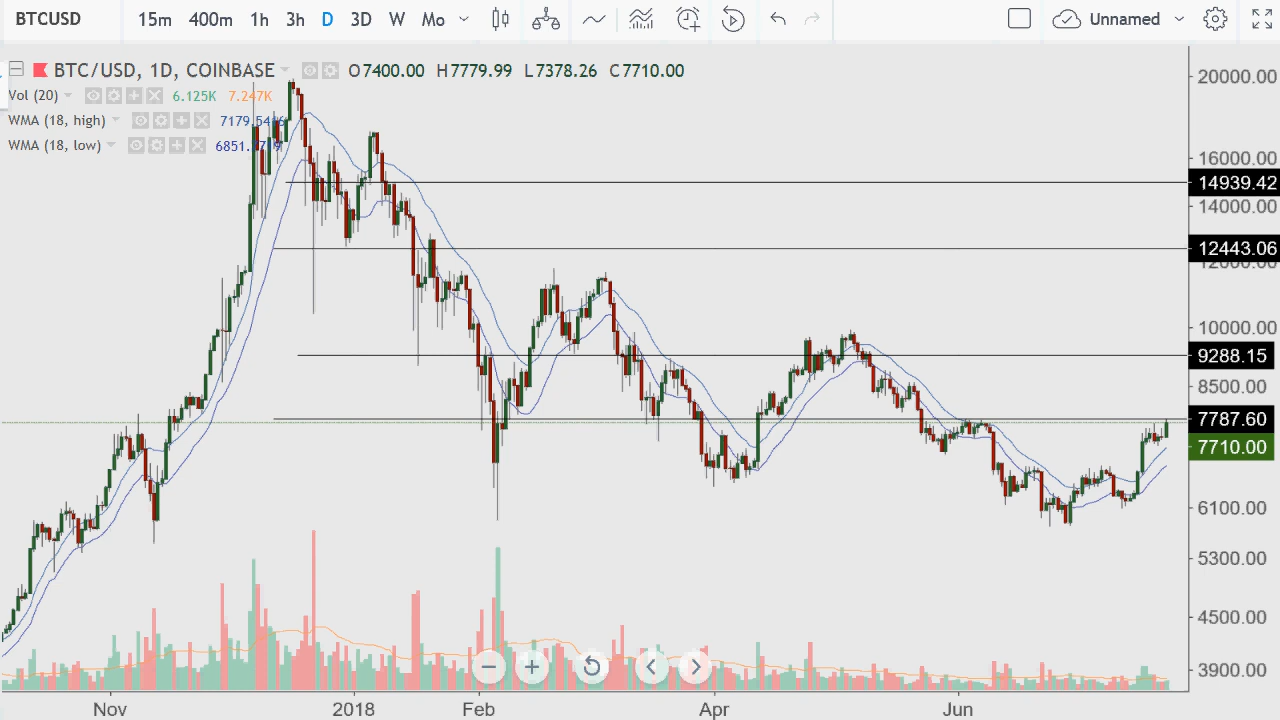 BTCUSD 15m 400m 1h 3h D 3D W Mo Unnamed
BTC/USD, 1D, COINBASE O7400.00 H7779.99 L7378.26 C7710.00
Vol (20) 6.125K 7.247K
WMA (18, high)
WMA (18, low)
20000.00
16000.00
14939.42
14000.00
12443.06
12000.00
10000.00
9288.15
8500.00
7787.60
7710.00
6100.00
5300.00
4500.00
3900.00
Nov 2018 Feb Apr Jun